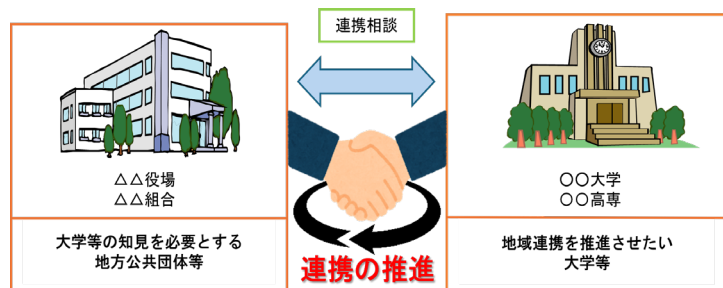 連携相談
△△役場
△△組合
大学等の知見を必要とする
地方公共団体等
連携の推進
〇〇大学
〇〇高専
地域連携を推進させたい
大学等